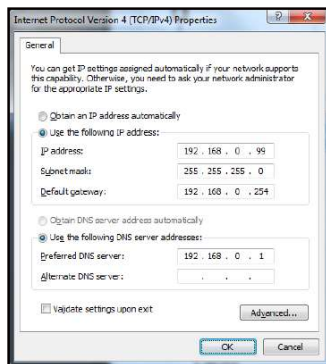 Internet Protocol Version 4 (TCP/IPv4) Properties
General
You can get IP settings assigned automatically if your network supports
this capability. Otherwise, you need to ask your network administrator
for the appropriate IP settings.
Obtain an IP address automatically
Use the following IP address:
IP address: 192 . 168 . 0 . 99
Subnet mask: 255 . 255 . 255 . 0
Default gateway: 192 . 168 . 0 . 254
Obtain DNS server address automatically
Use the following DNS server addresses:
Preferred DNS server: 192 . 168 . 0 . 1
Alternate DNS server: . . .
Validate settings upon exit
Advanced...
OK Cancel